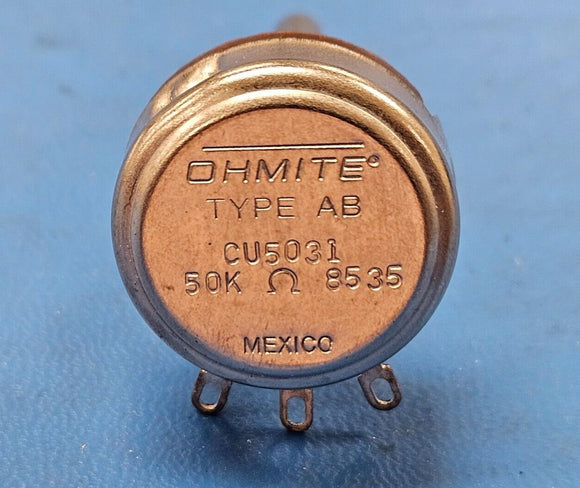 OHMITE®
TYPE AB
CU5031
50K Ω 8535
MEXICO